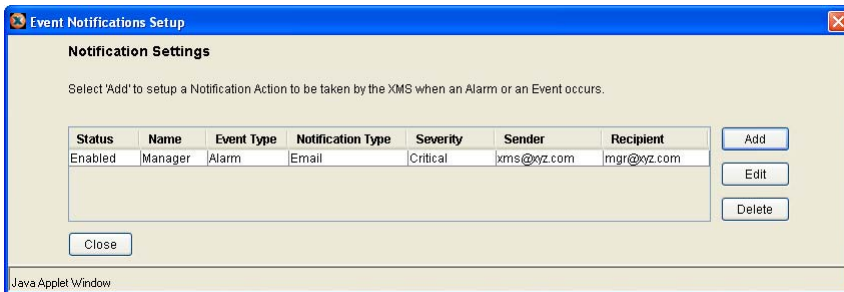 Event Notifications Setup
Notification Settings
Select 'Add' to setup a Notification Action to be taken by the XMS when an Alarm or an Event occurs.
Status Name Event Type Notification Type Severity Sender Recipient
Enabled Manager Alarm Email Critical xms@xyz.com mgr@xyz.com
Add
Edit
Delete
Close
Java Applet Window